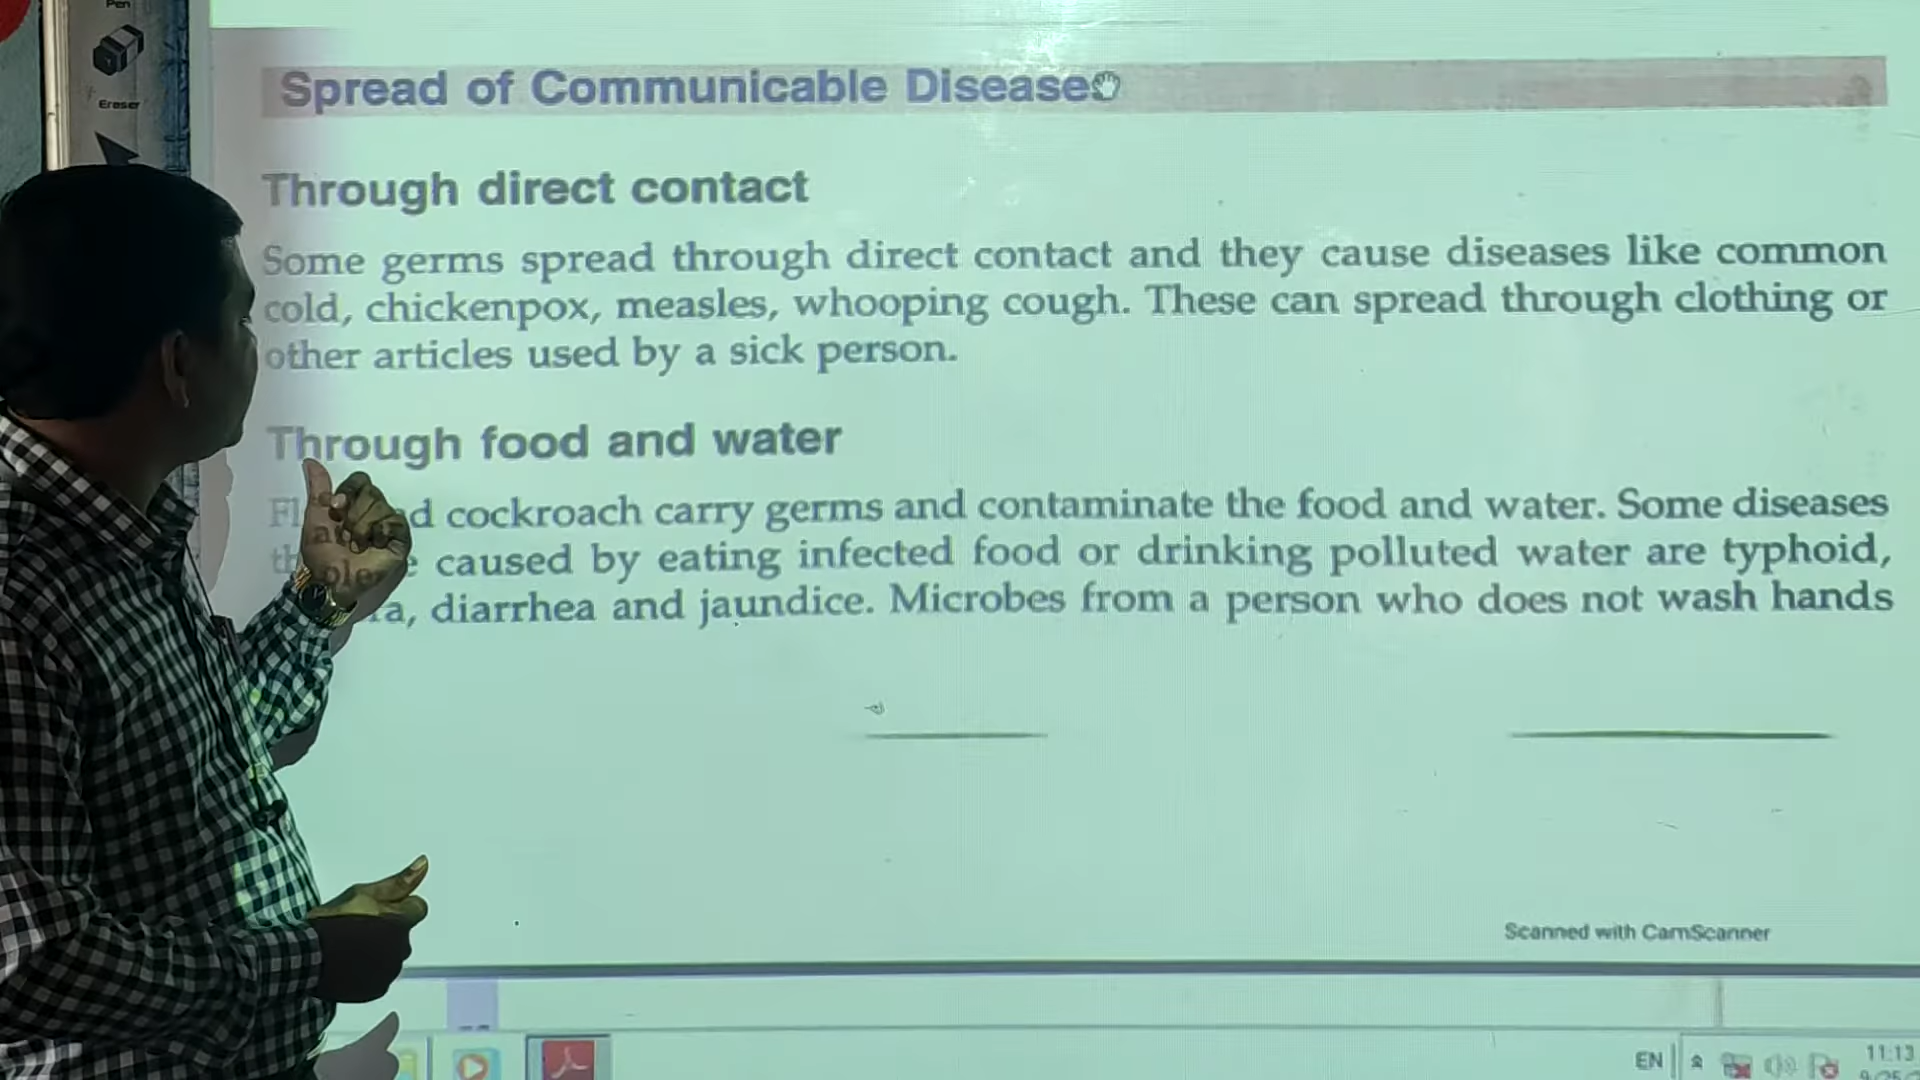 Pen
Eraser
Spread of Communicable Diseases
Through direct contact
Some germs spread through direct contact and they cause diseases like common
cold, chickenpox, measles, whooping cough. These can spread through clothing or
other articles used by a sick person.
Through food and water
cockroach carry germs and contaminate the food and water. Some diseases
caused by eating infected food or drinking polluted water are typhoid,
diarrhea and jaundice. Microbes from a person who does not wash hands
Scanned with CamScanner
EN
11:13